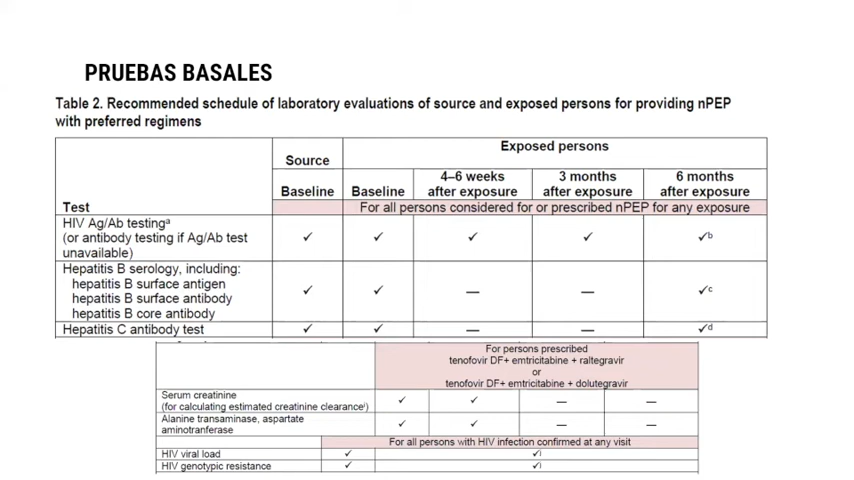 PRUEBAS BASALES
Table 2. Recommended schedule of laboratory evaluations of source and exposed persons for providing nPEP
with preferred regimens
Source
Exposed persons
Test
Baseline
Baseline
4–6 weeks
after exposure
3 months
after exposure
6 months
after exposure
For all persons considered for or prescribed nPEP for any exposure
HIV Ag/Ab testingᵃ
(or antibody testing if Ag/Ab test
unavailable)
✓ ✓ ✓ ✓ ✓ᵇ
Hepatitis B serology, including:
hepatitis B surface antigen
hepatitis B surface antibody
hepatitis B core antibody
✓ ✓ — — ✓ᶜ
Hepatitis C antibody test ✓ ✓ — — ✓ᵈ
For persons prescribed
tenofovir DF+ emtricitabine + raltegravir
or
tenofovir DF+ emtricitabine + dolutegravir
Serum creatinine
(for calculating estimated creatinine clearanceⁱ)
✓ ✓ — —
Alanine transaminase, aspartate
aminotranferase
✓ ✓ — —
For all persons with HIV infection confirmed at any visit
HIV viral load ✓ ✓ʲ
HIV genotypic resistance ✓ ✓ʲ